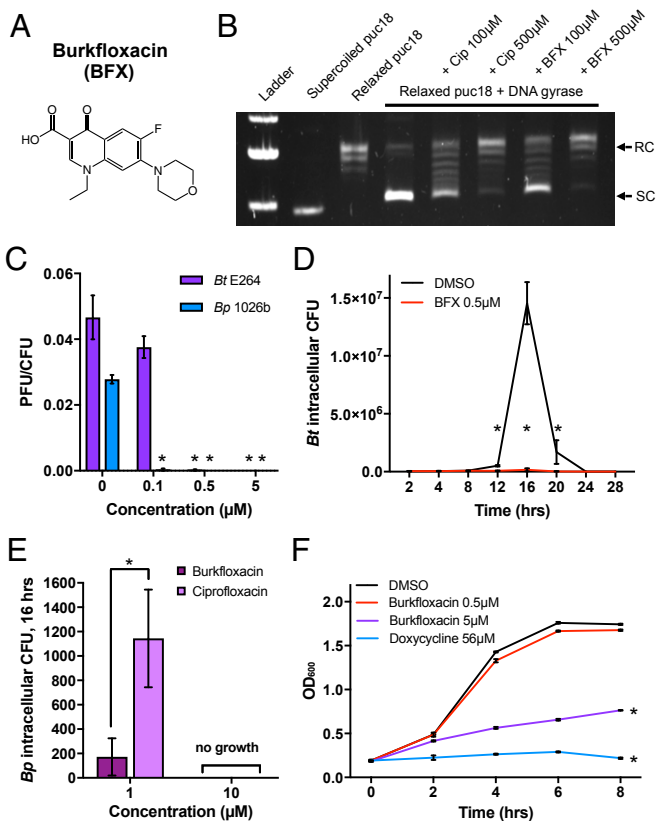 A
Burkfloxacin
(BFX)
O
O
HO
F
N
N
O
B
Ladder
Supercoiled puc18
Relaxed puc18
+ Cip 100µM
+ Cip 500µM
+ BFX 100µM
+ BFX 500µM
Relaxed puc18 + DNA gyrase
RC
SC
C
PFU/CFU
0.06
0.04
0.02
0.00
Bt E264
Bp 1026b
* * * * *
0 0.1 0.5 5
Concentration (µM)
D
Bt intracellular CFU
1.5×10⁷
1.0×10⁷
5.0×10⁶
0
DMSO
BFX 0.5µM
* * *
2 4 8 12 16 20 24 28
Time (hrs)
E
Bp intracellular CFU, 16 hrs
1600
1400
1200
1000
800
600
400
200
0
*
Burkfloxacin
Ciprofloxacin
no growth
1 10
Concentration (µM)
F
OD₆₀₀
2.0
1.5
1.0
0.5
0.0
DMSO
Burkfloxacin 0.5µM
Burkfloxacin 5µM
Doxycycline 56µM
*
*
0 2 4 6 8
Time (hrs)